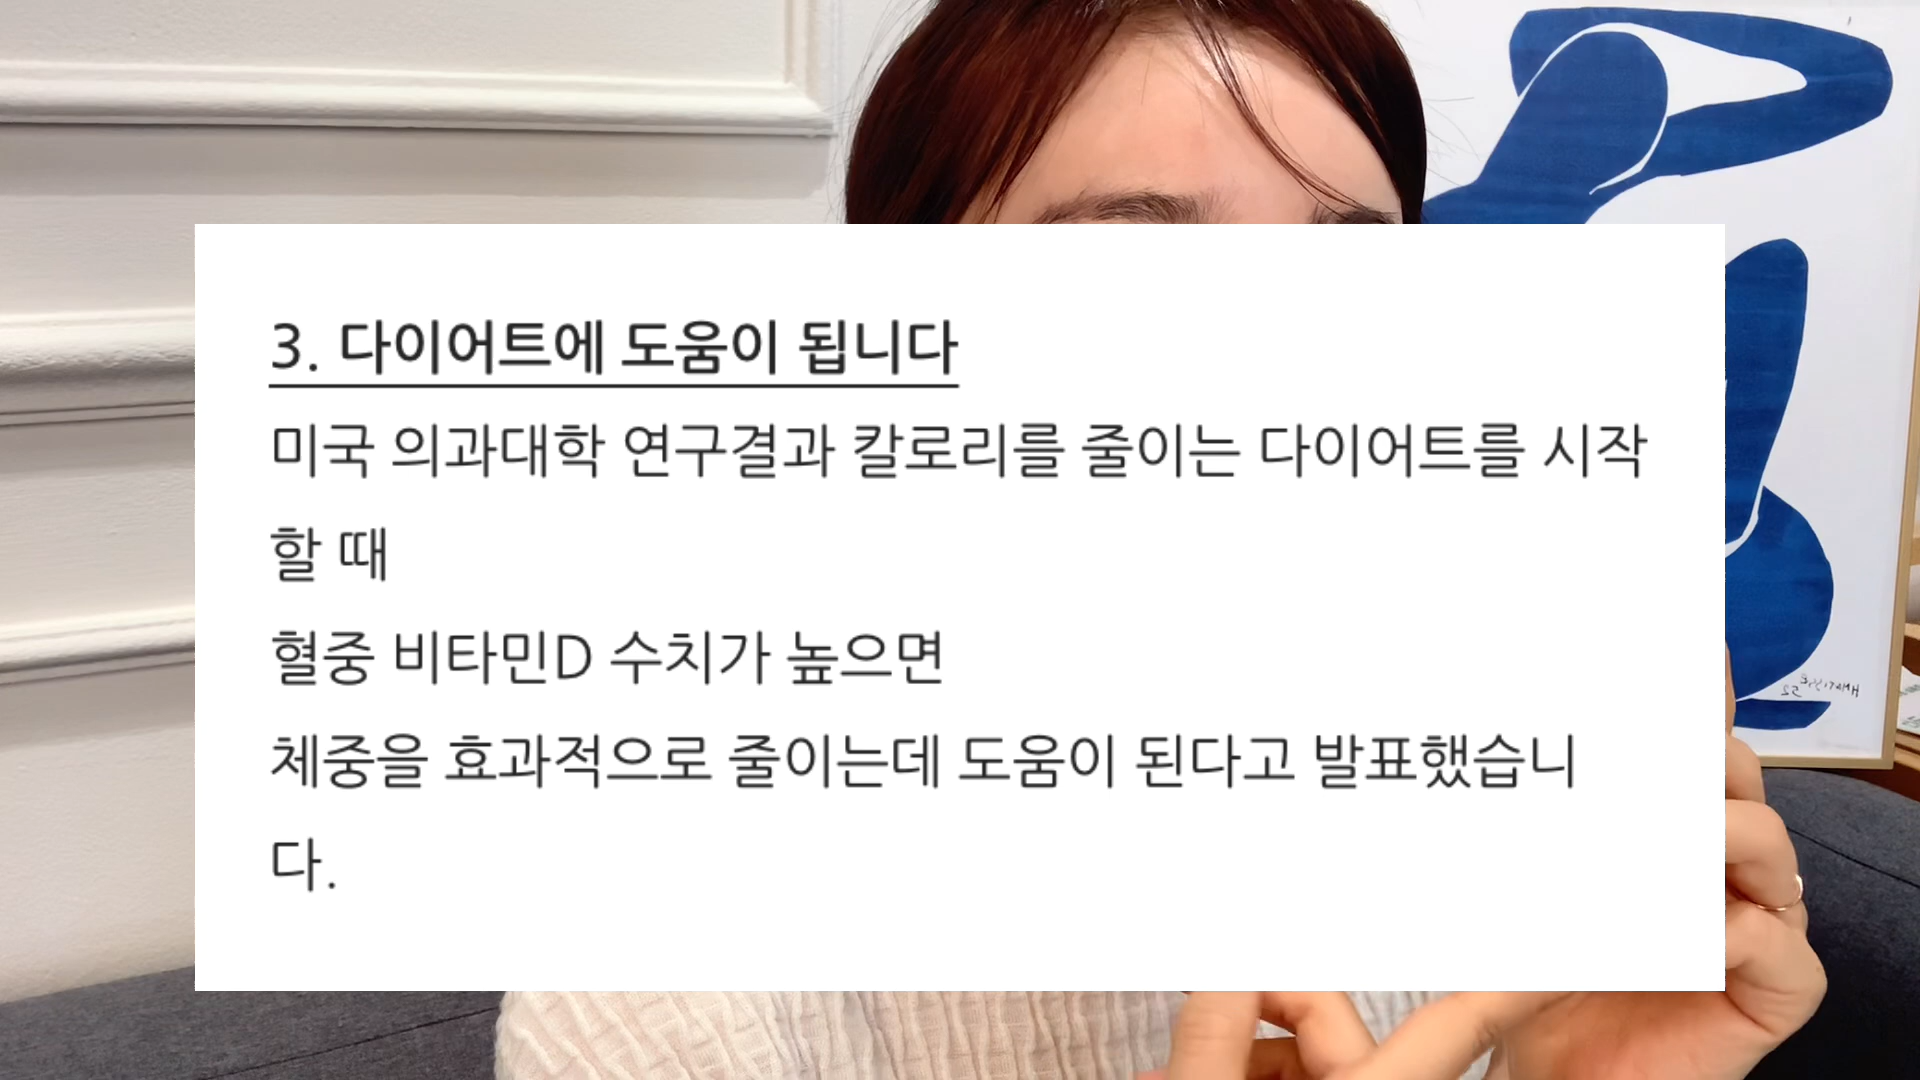 3. 다이어트에 도움이 됩니다
미국 의과대학 연구결과 칼로리를 줄이는 다이어트를 시작
할 때
혈중 비타민D 수치가 높으면
체중을 효과적으로 줄이는데 도움이 된다고 발표했습니
다.